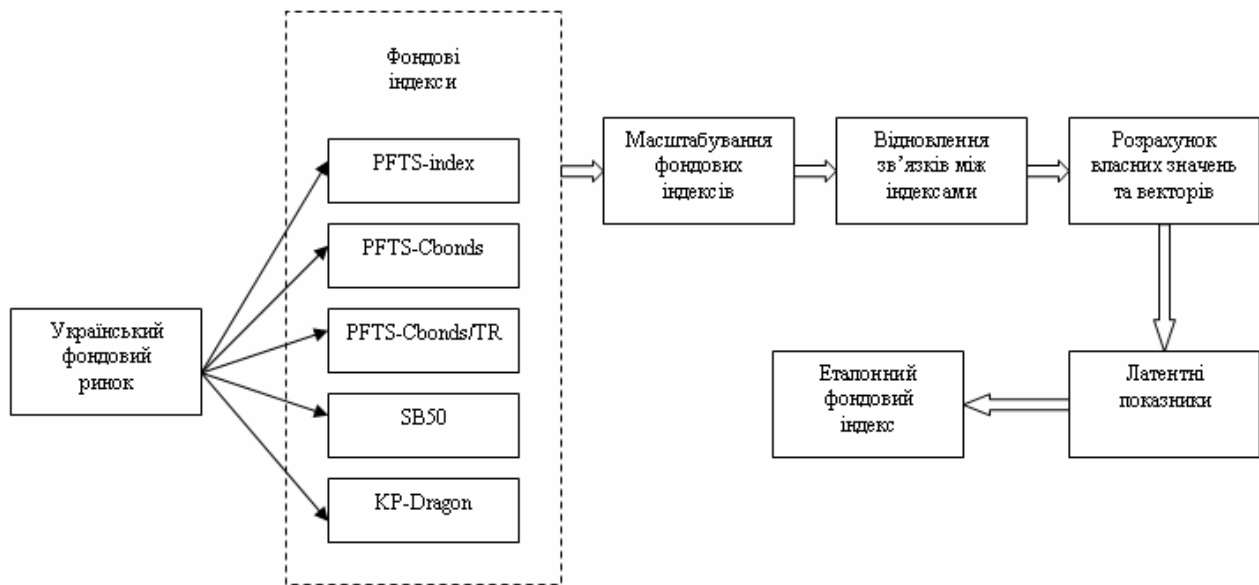 Український
фондовий
ринок
Фондові
індекси
PFTS-index
PFTS-Cbonds
PFTS-Cbonds/TR
SB50
KP-Dragon
Масштабування
фондових
індексів
Відновлення
зв’язків між
індексами
Розрахунок
власних значень
та векторів
Латентні
показники
Еталонний
фондовий
індекс